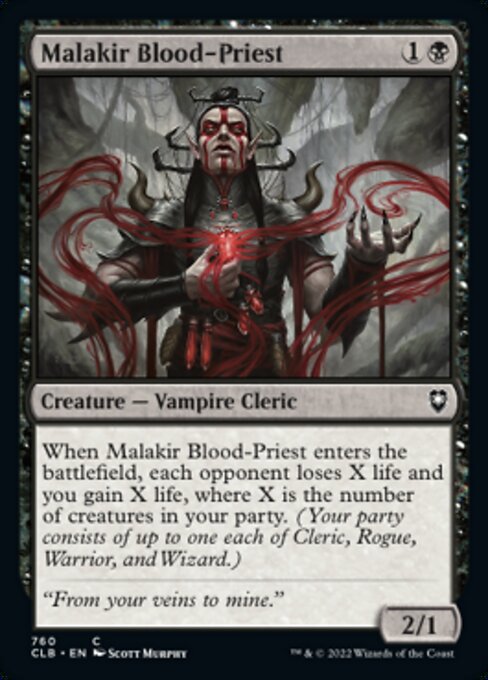 Malakir Blood-Priest 1
Creature — Vampire Cleric
When Malakir Blood-Priest enters the
battlefield, each opponent loses X life and
you gain X life, where X is the number
of creatures in your party. (Your party
consists of up to one each of Cleric, Rogue,
Warrior, and Wizard.)
“From your veins to mine.”
2/1
760 C
CLB • EN Scott Murphy ™ & © 2022 Wizards of the Coast